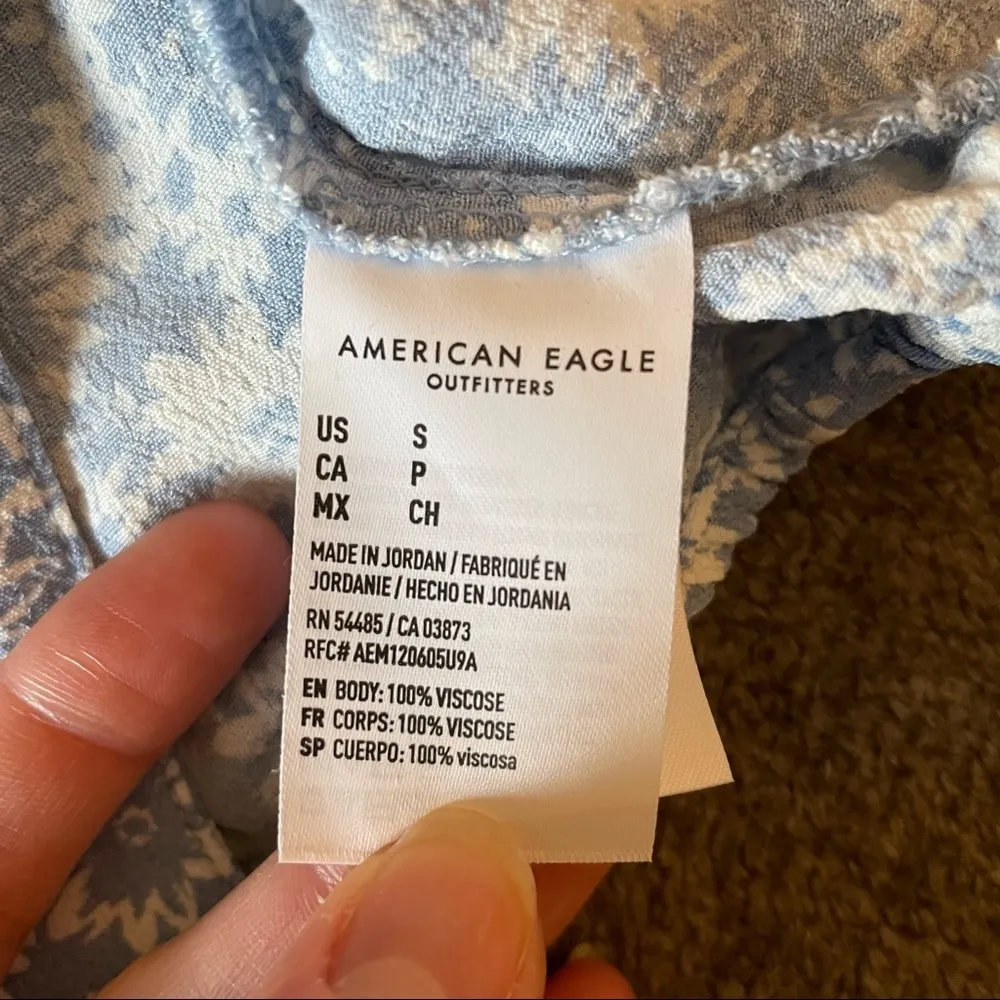 AMERICAN EAGLE
OUTFITTERS
US S
CA P
MX CH
MADE IN JORDAN / FABRIQUÉ EN
JORDANIE / HECHO EN JORDANIA
RN 54485 / CA 03873
RFC# AEM120605U9A
EN BODY: 100% VISCOSE
FR CORPS: 100% VISCOSE
SP CUERPO: 100% viscosa